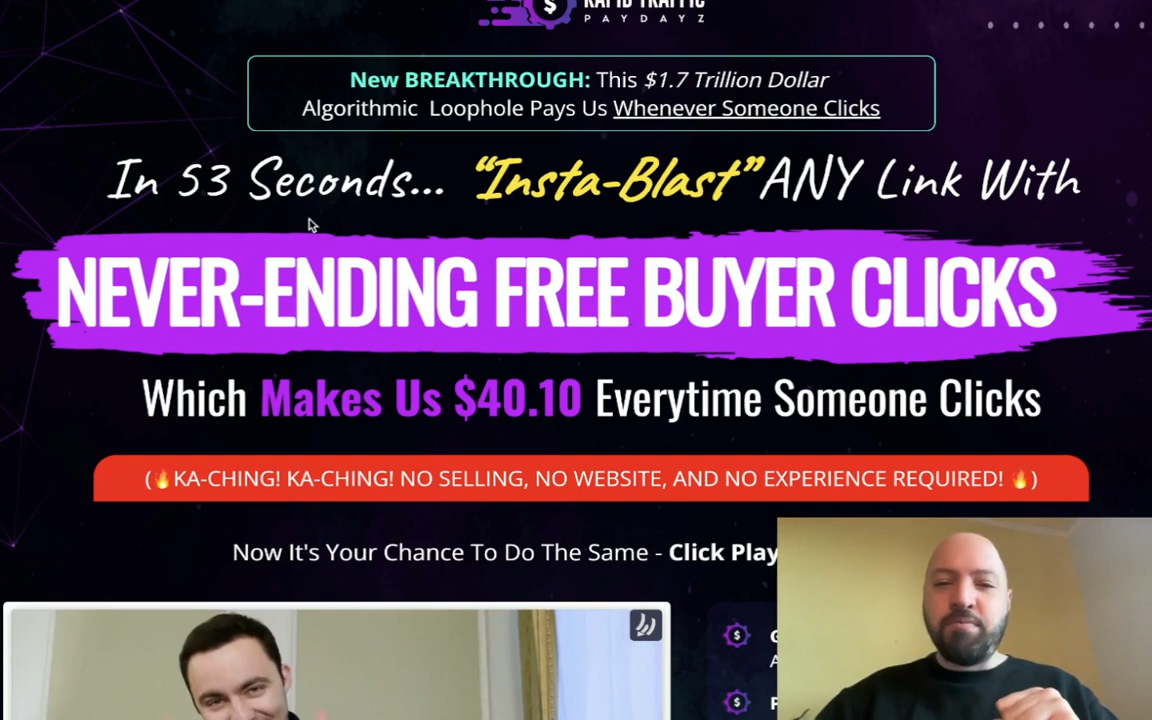 RAPID TRAFFIC
PAYDAYZ
New BREAKTHROUGH: This $1.7 Trillion Dollar
Algorithmic Loophole Pays Us Whenever Someone Clicks
In 53 Seconds... “Insta-Blast” ANY Link With
NEVER-ENDING FREE BUYER CLICKS
Which Makes Us $40.10 Everytime Someone Clicks
(🔥KA-CHING! KA-CHING! NO SELLING, NO WEBSITE, AND NO EXPERIENCE REQUIRED! 🔥)
Now It's Your Chance To Do The Same - Click Play